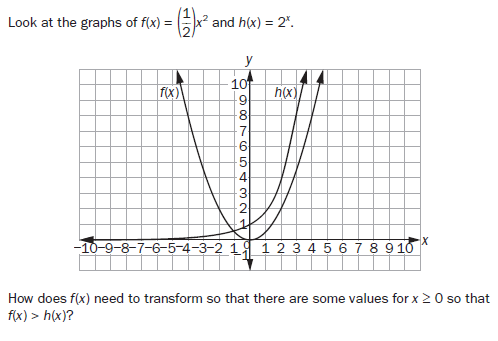 Look at the graphs of f(x) = (1/2)x² and h(x) = 2ˣ.
y
f(x)
h(x)
10
9
8
7
6
5
4
3
2
1
-10-9-8-7-6-5-4-3-2 1 0 1 2 3 4 5 6 7 8 9 10 x
-1
How does f(x) need to transform so that there are some values for x ≥ 0 so that
f(x) > h(x)?